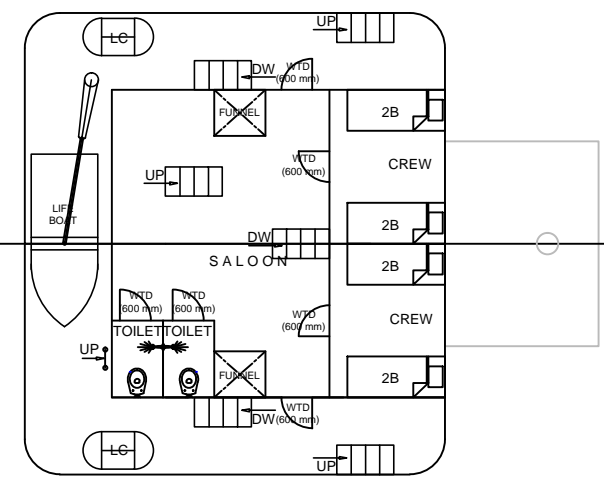 UP
LC
DW
WTD
(600 mm)
FUNNEL
2B
WTD
(600 mm)
CREW
UP
LIFE
BOAT
2B
DW
SALOON
2B
WTD
(600 mm)
WTD
(600 mm)
WTD
(600 mm)
CREW
TOILET
TOILET
UP
FUNNEL
2B
WTD
(600 mm)
DW
LC
UP